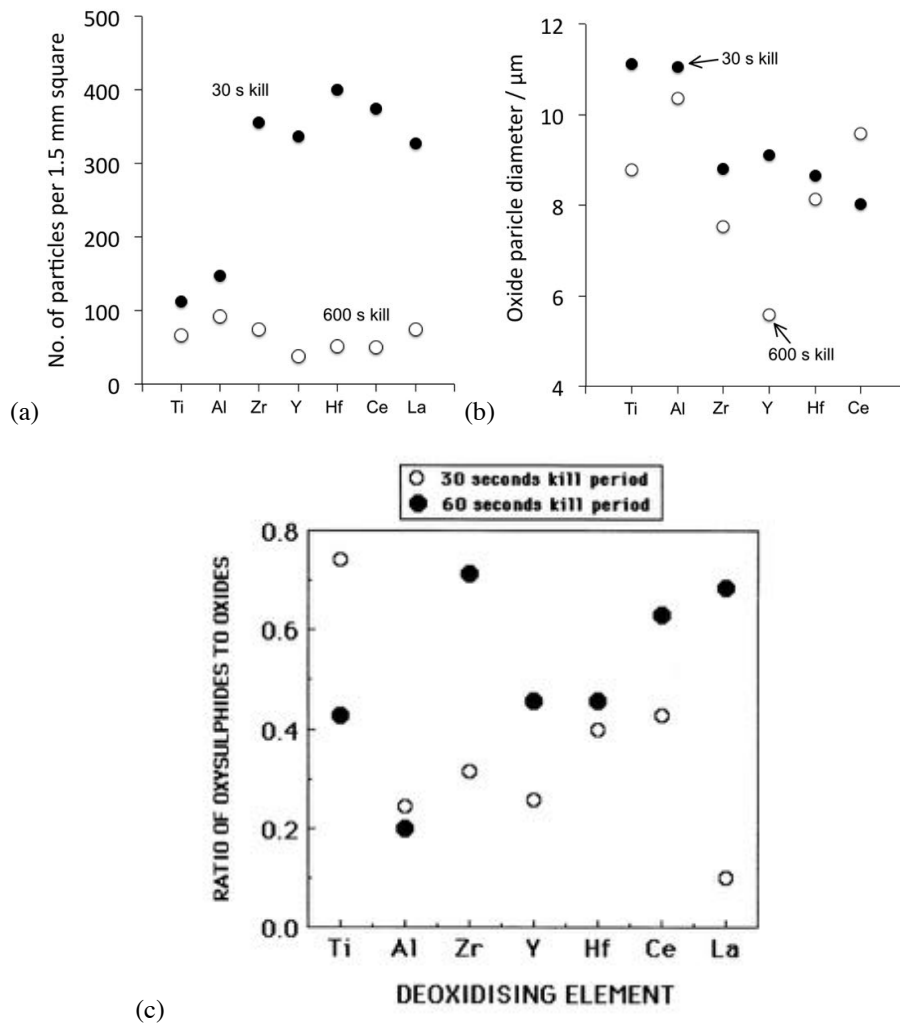 No. of particles per 1.5 mm square
500
400
300
200
100
0
30 s kill
600 s kill
Ti Al Zr Y Hf Ce La
(a)
Oxide paricle diameter / μm
12
10
8
6
4
30 s kill
600 s kill
Ti Al Zr Y Hf Ce
(b)
30 seconds kill period
60 seconds kill period
RATIO OF OXYSULPHIDES TO OXIDES
0.8
0.6
0.4
0.2
0.0
Ti Al Zr Y Hf Ce La
DEOXIDISING ELEMENT
(c)